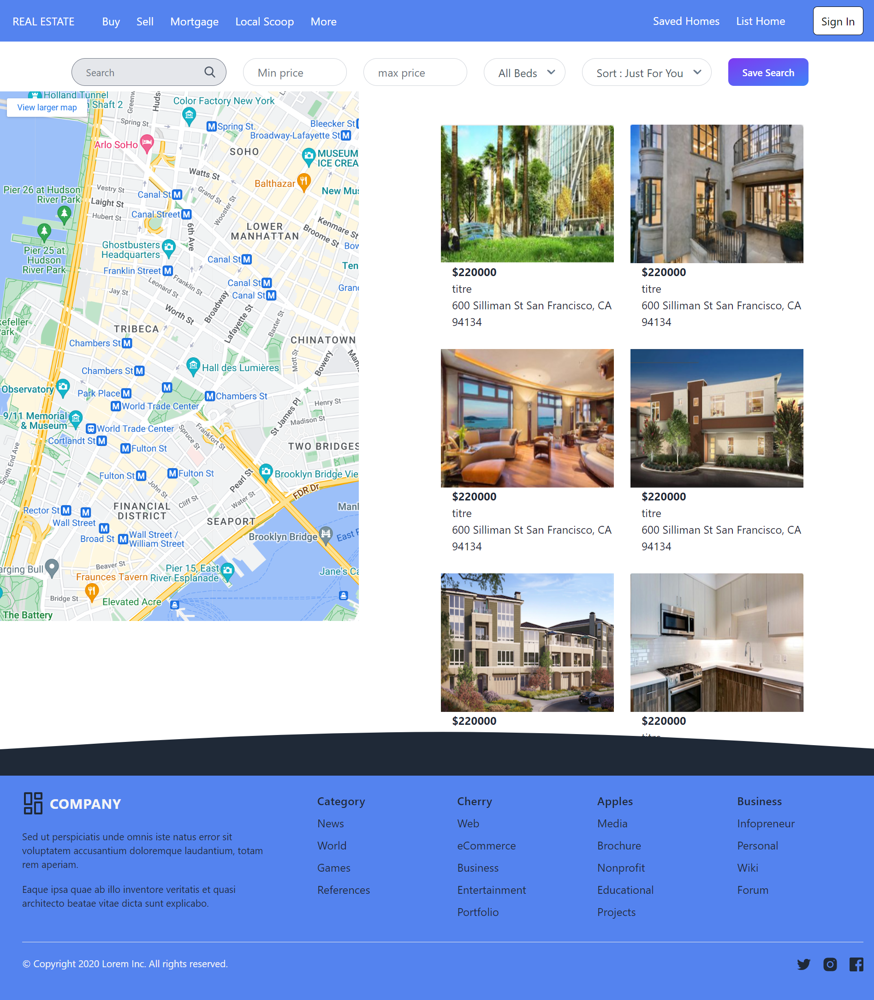 REAL ESTATE
Buy
Sell
Mortgage
Local Scoop
More
Saved Homes
List Home
Sign In
Search
Min price
max price
All Beds
Sort : Just For You
Save Search
Holland Tunnel
Shaft 2
View larger map
Color Factory New York
Spring St
Spring St.
Bleecker St
Broadway-Lafayette St
Arlo SoHo
SOHO
MUSEUM
ICE CREA
Watts St
Balthazar
New Mus
Pier 26 at Hudson
River Park
Vestry St
Canal St
Grand St
Laight St
Wooster St
Hubert St
Canal Street
6th Ave
LOWER
MANHATTAN
Kenmare St
Broome St
Bow
Ghostbusters
Headquarters
Pier 25 at
Hudson
River Park
Canal St
Ten
Franklin Street
Leonard St
Franklin St
Canal St
Canal St
Gran
Jay St
Worth St
Broadway
Lafayette St
Baxter St
TRIBECA
CHINATOWN
Chambers St
Mott St
Bowery
Chambers St
Hall des Lumières
Observatory
Park Place
Chambers St
World Trade Center
Henry St
St James Pl
Madison St
9/11 Memorial
& Museum
World Trade Center
Spruce St
Frankfort St
Cortlandt St
Fulton St
TWO BRIDGES
South End Ave
Fulton St
Fulton St
Brooklyn Bridge Vie
John St
Pearl St
FDR Dr
Cliff St
Water St
FINANCIAL
DISTRICT
Rector St
Wall Street
SEAPORT
Broad St
Wall Street /
William Street
Brooklyn Bridge
East
arging Bull
Beaver St
Pier 15, East
River Esplanade
Jane's Ca
Fraunces Tavern
Bridge St
Elevated Acre
The Battery
$220000
titre
600 Silliman St San Francisco, CA
94134
$220000
titre
600 Silliman St San Francisco, CA
94134
$220000
titre
600 Silliman St San Francisco, CA
94134
$220000
titre
600 Silliman St San Francisco, CA
94134
$220000
$220000
titre
COMPANY
Sed ut perspiciatis unde omnis iste natus error sit
voluptatem accusantium doloremque laudantium, totam
rem aperiam.
Eaque ipsa quae ab illo inventore veritatis et quasi
architecto beatae vitae dicta sunt explicabo.
Category
News
World
Games
References
Cherry
Web
eCommerce
Business
Entertainment
Portfolio
Apples
Media
Brochure
Nonprofit
Educational
Projects
Business
Infopreneur
Personal
Wiki
Forum
© Copyright 2020 Lorem Inc. All rights reserved.